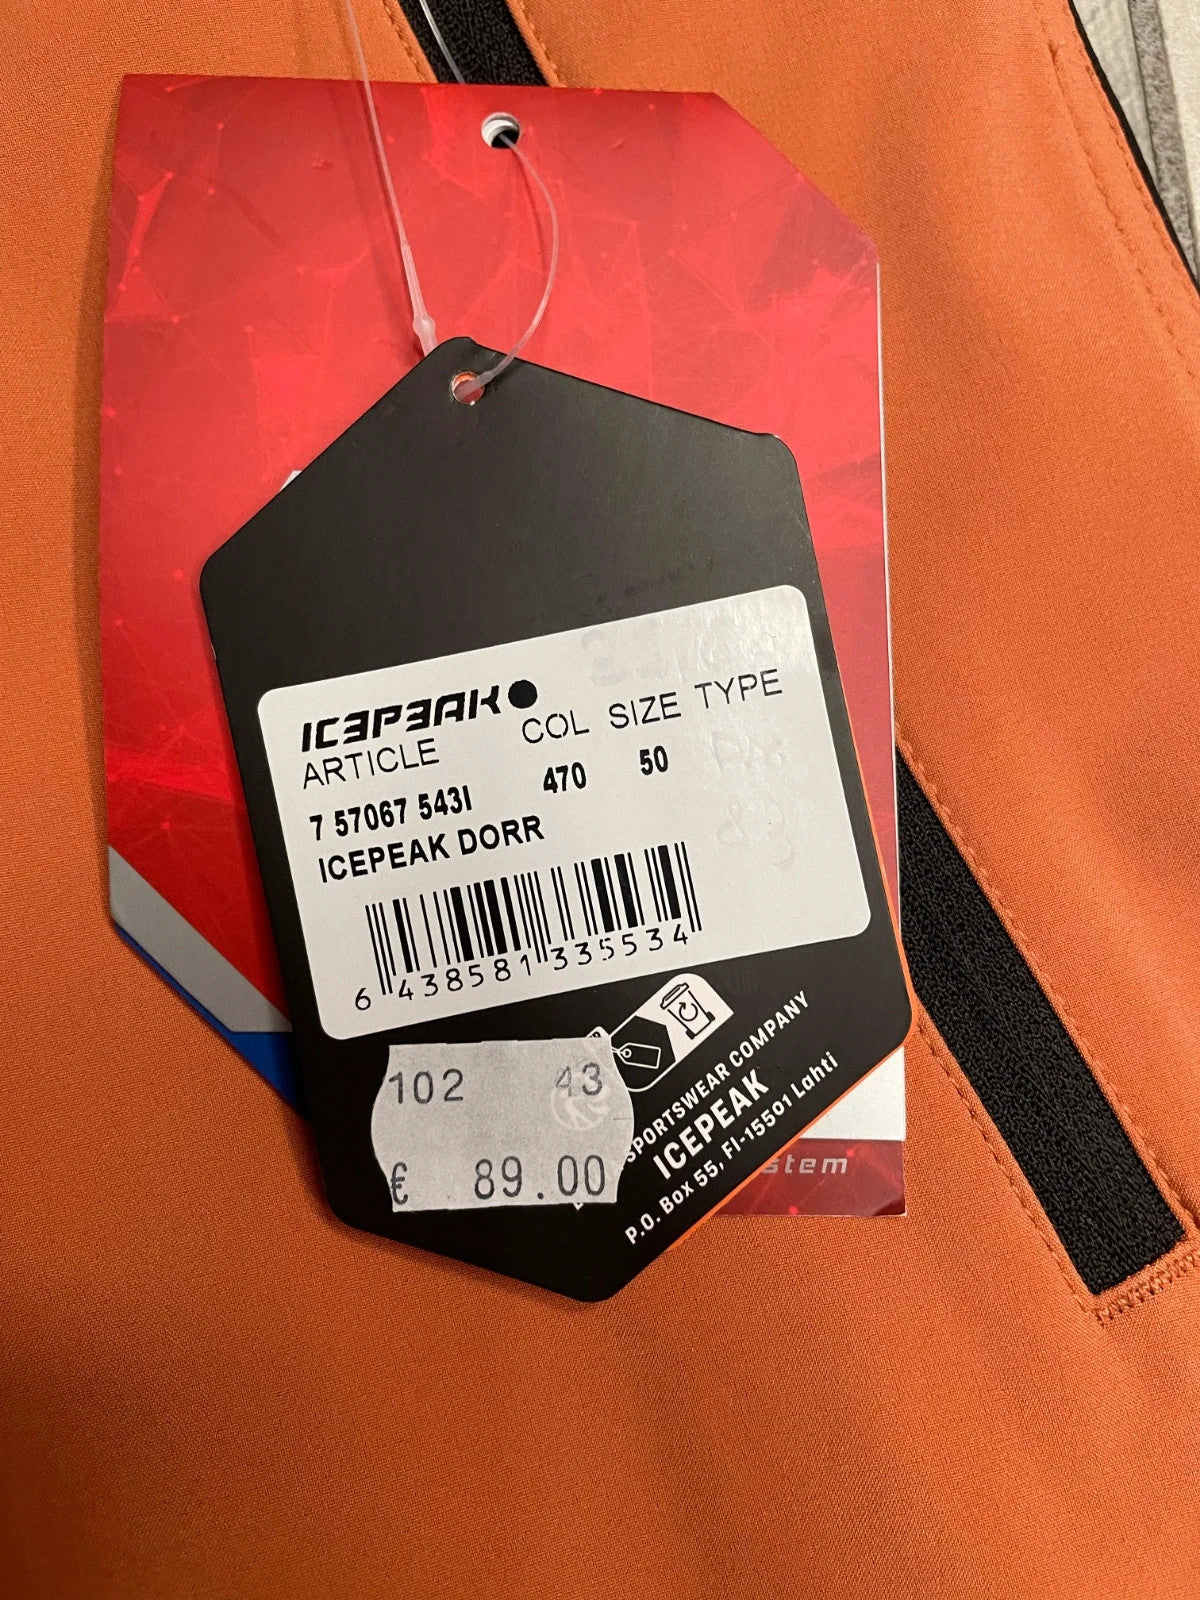 ICEPEAK
ARTICLE COL SIZE TYPE
7 57067 543I 470 50
ICEPEAK DORR
6 438581 335534
102 43
€ 89.00
SPORTSWEAR COMPANY
ICEPEAK
P.O. Box 55, FI-15501 Lahti